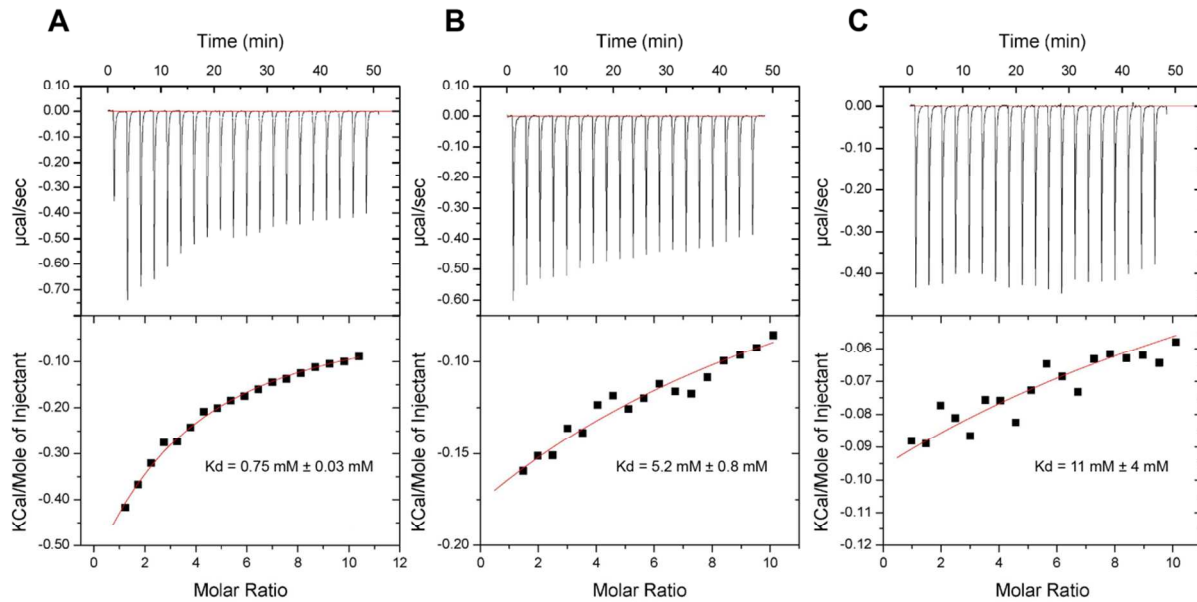 A
Time (min)
0 10 20 30 40 50
0.10
0.00
-0.10
-0.20
-0.30
-0.40
-0.50
-0.60
-0.70
µcal/sec
-0.10
-0.20
-0.30
-0.40
-0.50
KCal/Mole of Injectant
Kd = 0.75 mM ± 0.03 mM
0 2 4 6 8 10 12
Molar Ratio
B
Time (min)
0 10 20 30 40 50
0.10
0.00
-0.10
-0.20
-0.30
-0.40
-0.50
-0.60
µcal/sec
-0.10
-0.15
-0.20
KCal/Mole of Injectant
Kd = 5.2 mM ± 0.8 mM
0 2 4 6 8 10
Molar Ratio
C
Time (min)
0 10 20 30 40 50
0.00
-0.10
-0.20
-0.30
-0.40
µcal/sec
-0.06
-0.07
-0.08
-0.09
-0.10
-0.11
-0.12
KCal/Mole of Injectant
Kd = 11 mM ± 4 mM
0 2 4 6 8 10
Molar Ratio